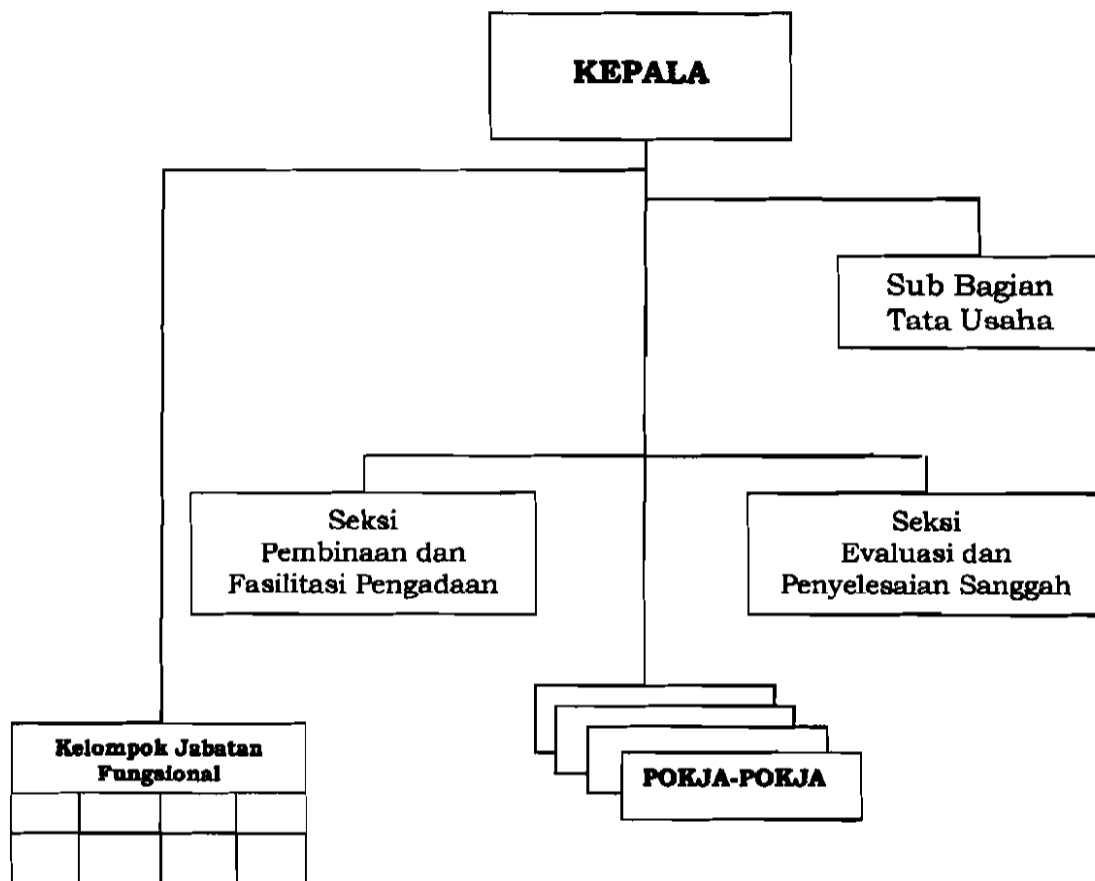 KEPALA
Sub Bagian
Tata Usaha
Seksi
Pembinaan dan
Fasilitasi Pengadaan
Seksi
Evaluasi dan
Penyelesaian Sanggah
Kelompok Jabatan
Fungsional
POKJA-POKJA